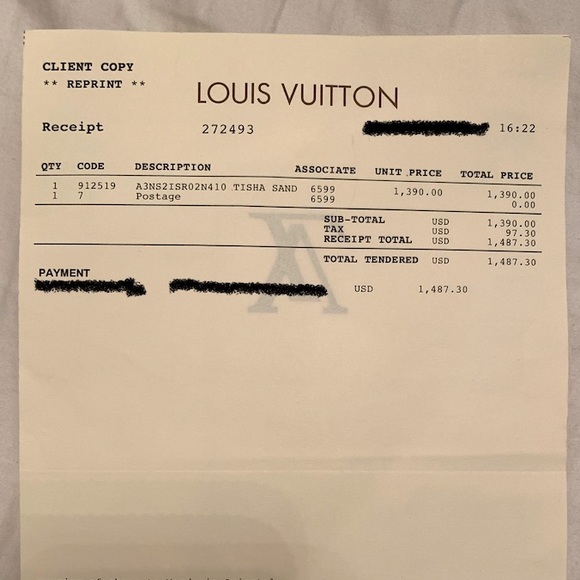 CLIENT COPY
** REPRINT **
LOUIS VUITTON
Receipt 272493 16:22
QTY CODE DESCRIPTION ASSOCIATE UNIT PRICE TOTAL PRICE
1 912519 A3NS2ISR02N410 TISHA SAND 6599 1,390.00 1,390.00
1 7 Postage 6599 0.00
SUB-TOTAL USD 1,390.00
TAX USD 97.30
RECEIPT TOTAL USD 1,487.30
TOTAL TENDERED USD 1,487.30
PAYMENT
USD 1,487.30